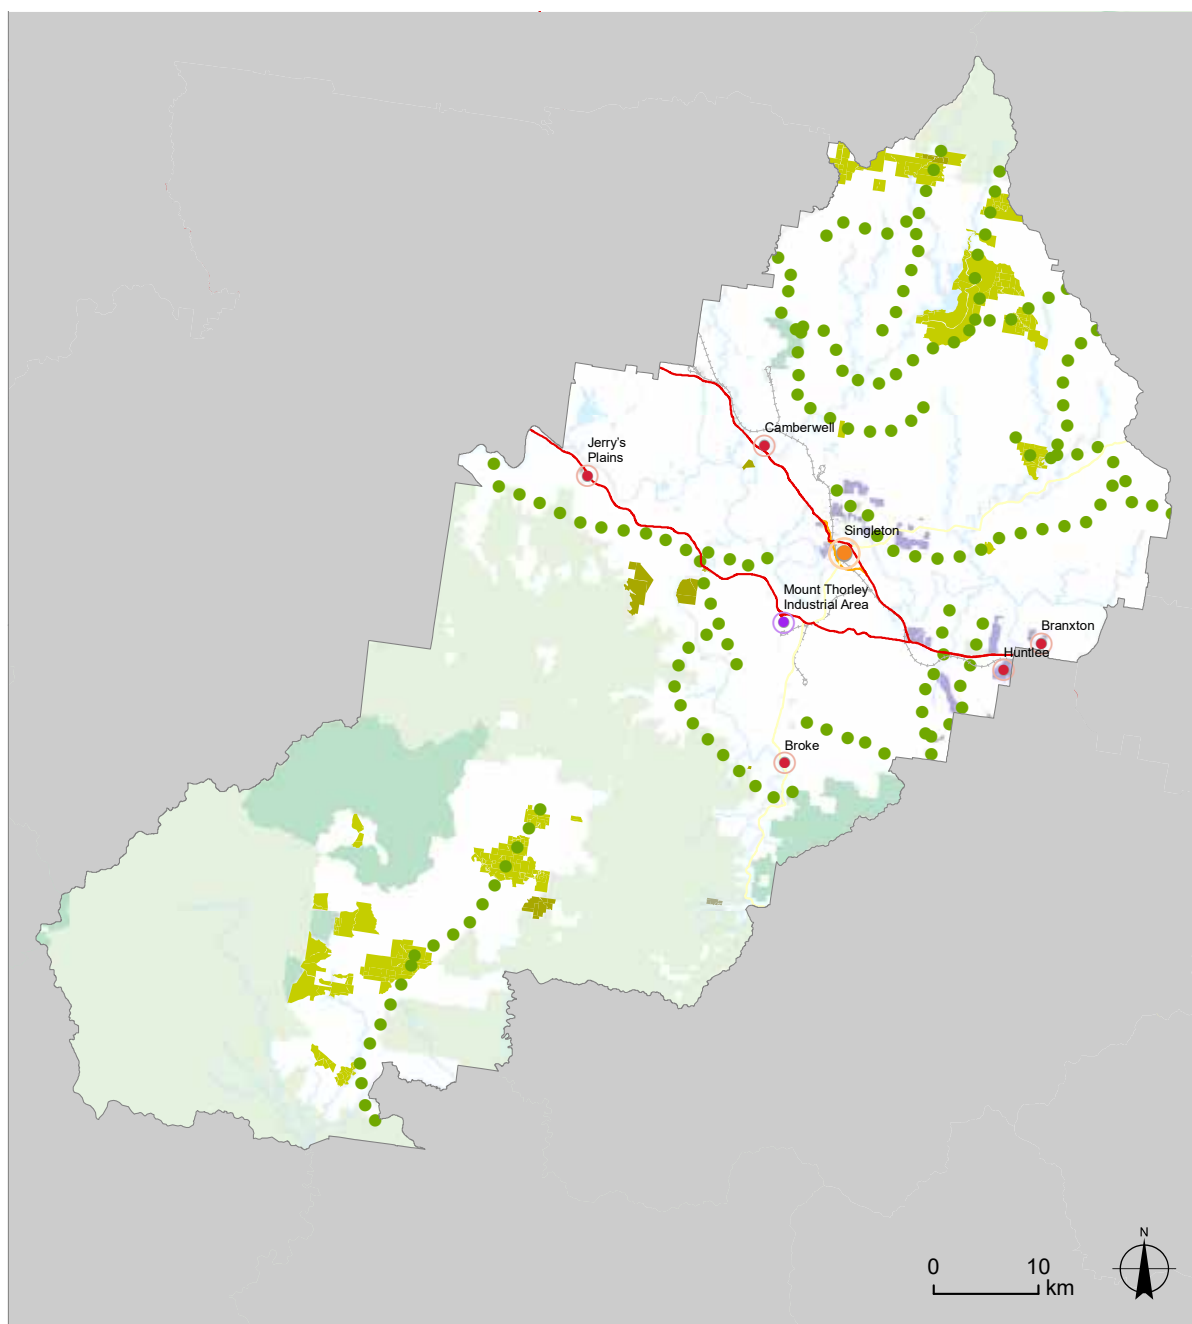 Camberwell
Jerry's
Plains
Singleton
Mount Thorley
Industrial Area
Branxton
Huntlee
Broke
N
0 10
km